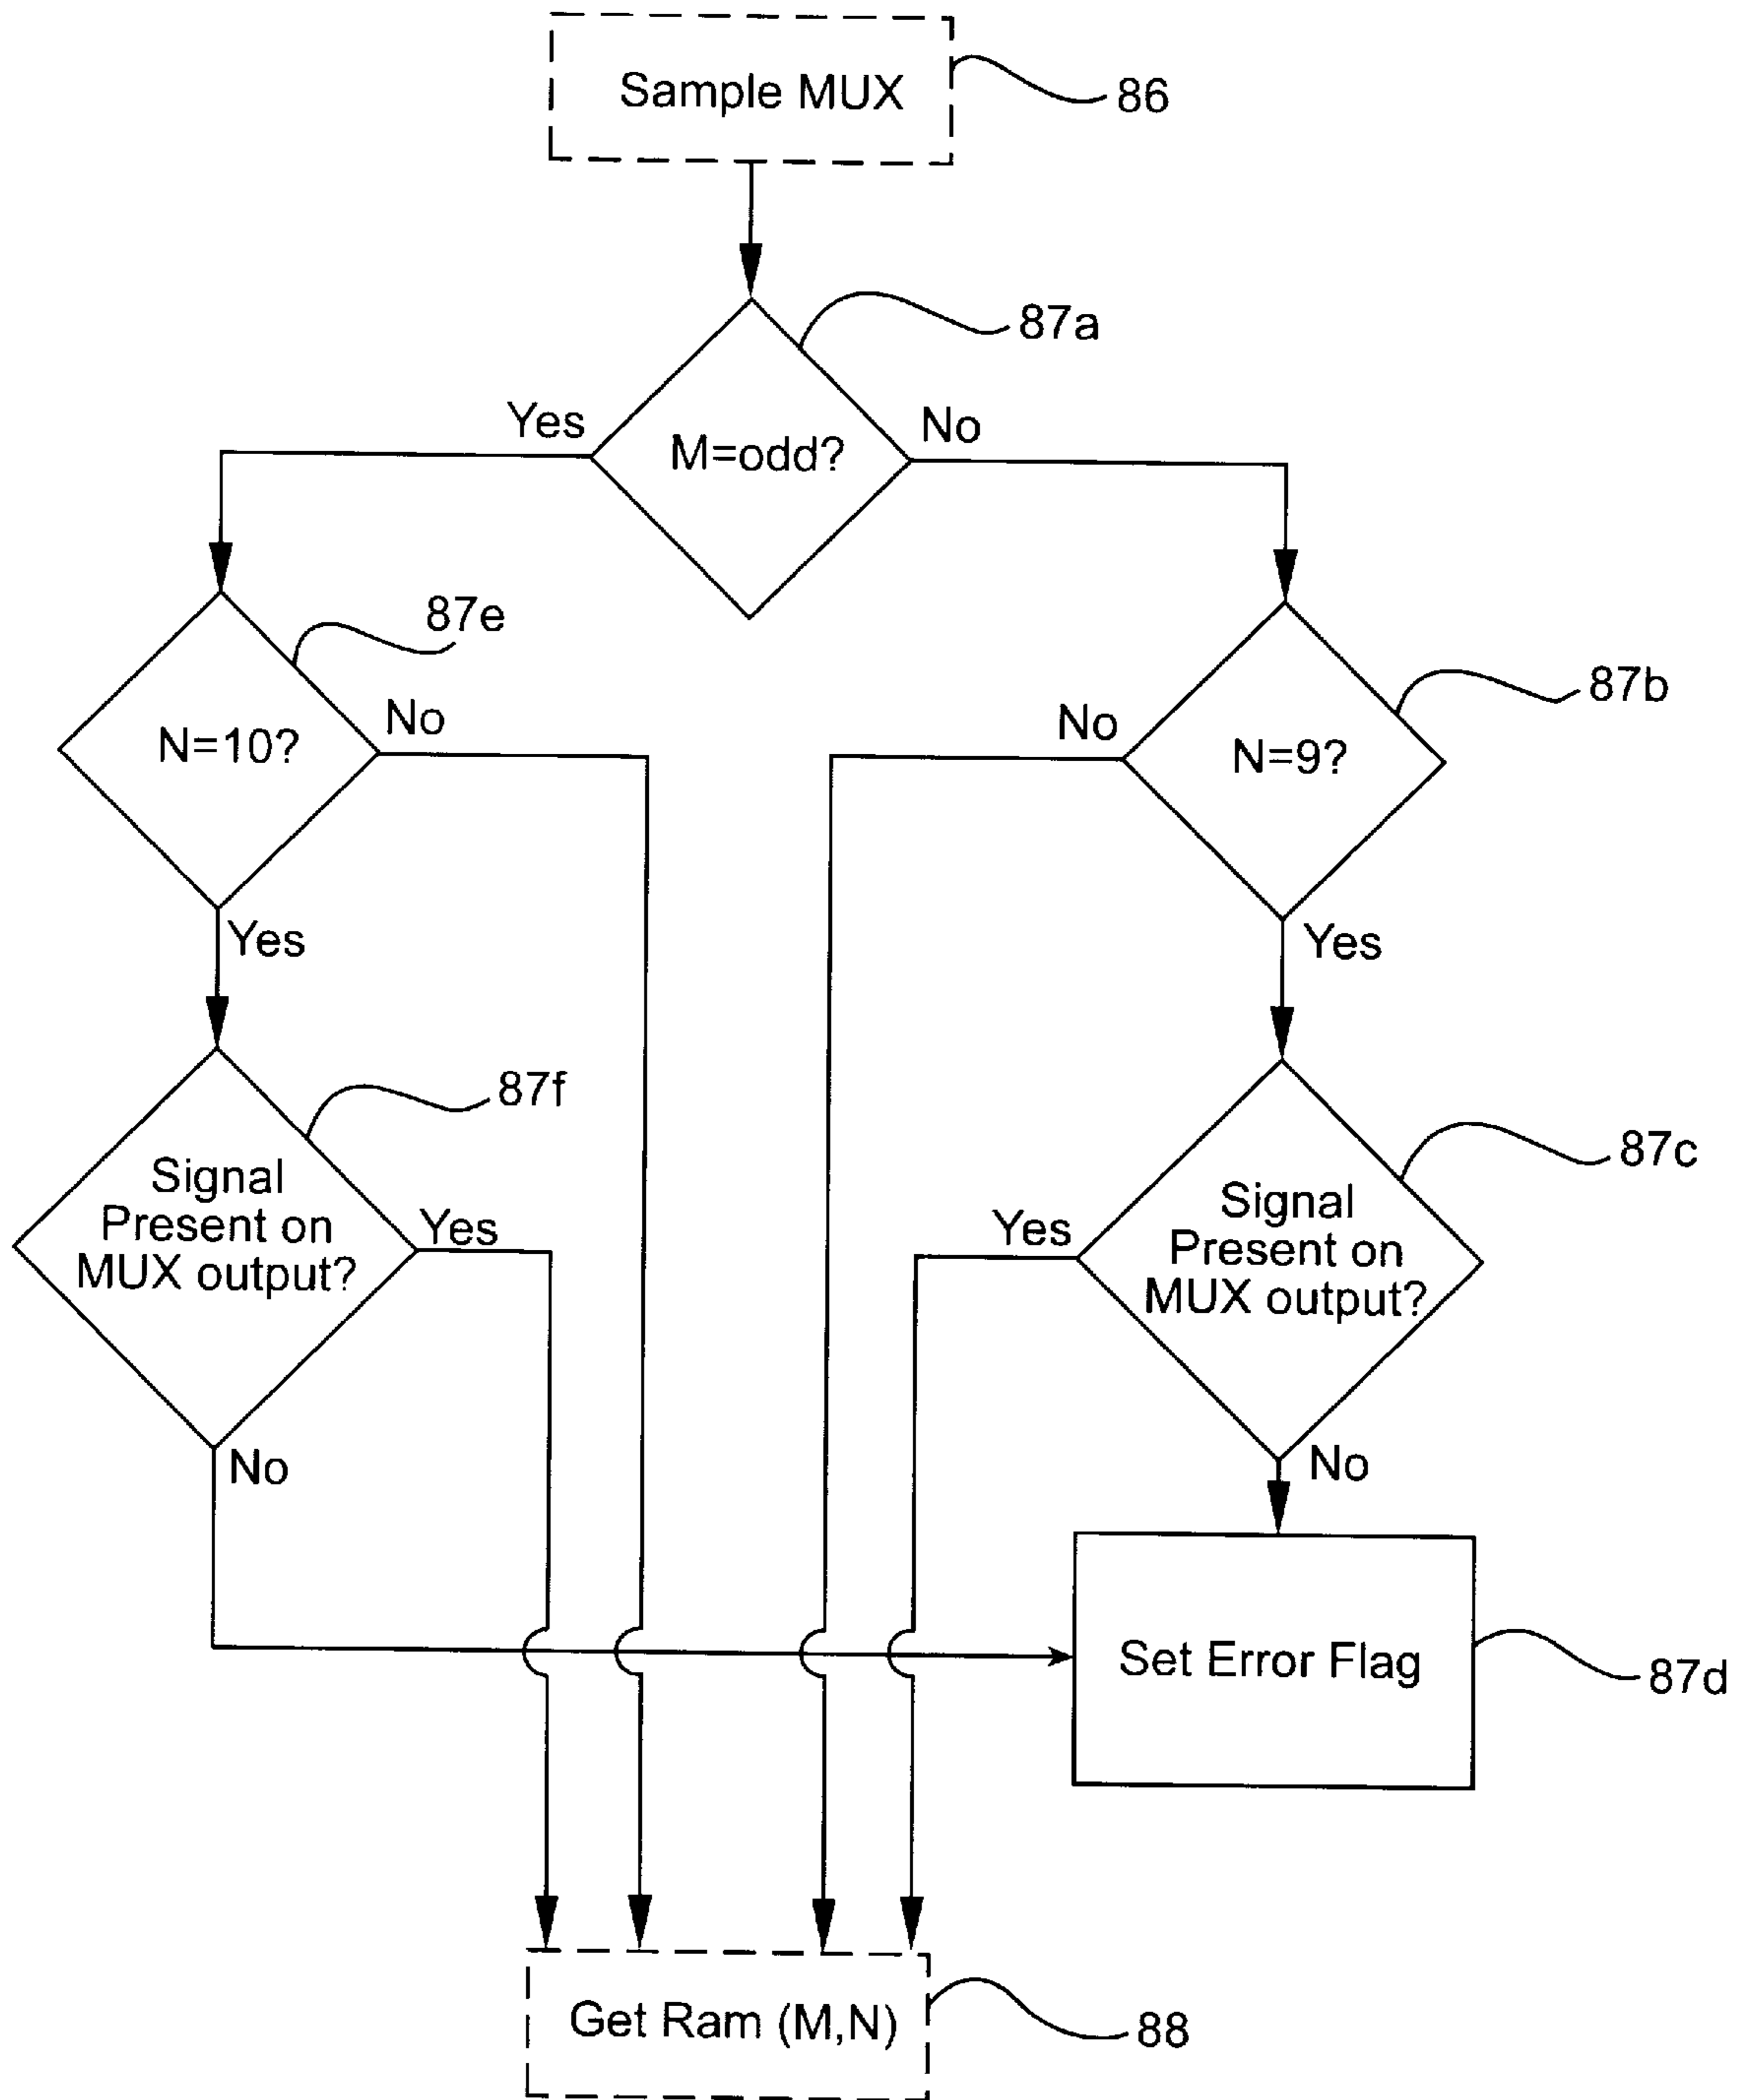 Sample MUX
86
87a
Yes
No
M=odd?
87e
87b
No
No
N=10?
N=9?
Yes
Yes
87f
87c
Signal
Present on
MUX output?
Yes
Yes
Signal
Present on
MUX output?
No
No
Set Error Flag
87d
Get Ram (M,N)
88